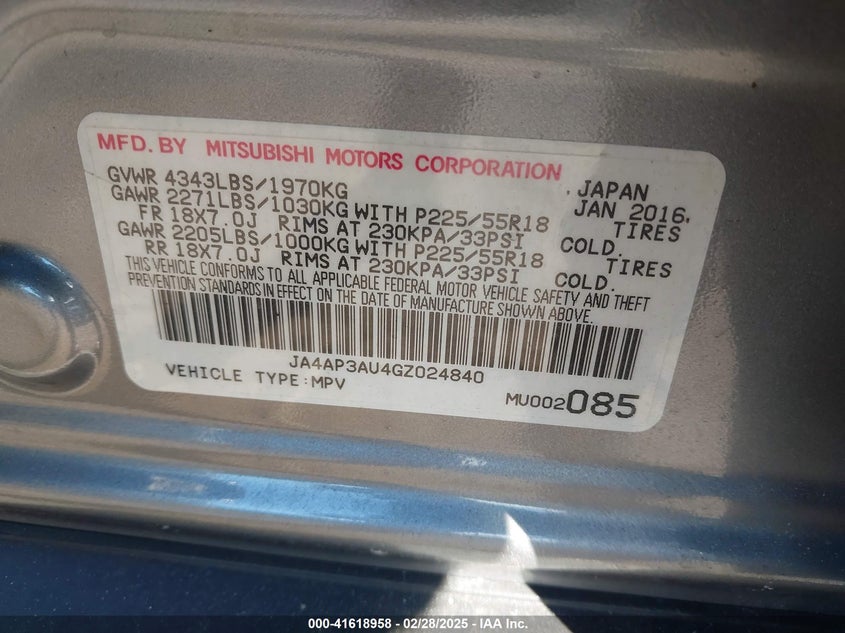 MFD. BY MITSUBISHI MOTORS CORPORATION
GVWR 4343LBS/1970KG . JAPAN JAN 2016.
GAWR 2271LBS/1030KG WITH P225/55R18 TIRES
FR 18X7.0J RIMS AT 230KPA/33PSI COLD.
GAWR 2205LBS/1000KG WITH P225/55R18 TIRES
RR 18X7.0J RIMS AT 230KPA/33PSI COLD.
THIS VEHICLE CONFORMS TO ALL APPLICABLE FEDERAL MOTOR VEHICLE SAFETY AND THEFT
PREVENTION STANDARDS IN EFFECT ON THE DATE OF MANUFACTURE SHOWN ABOVE.
JA4AP3AU4GZ024840
VEHICLE TYPE:MPV MU002085
000-41618958 - 02/28/2025 - IAA Inc.